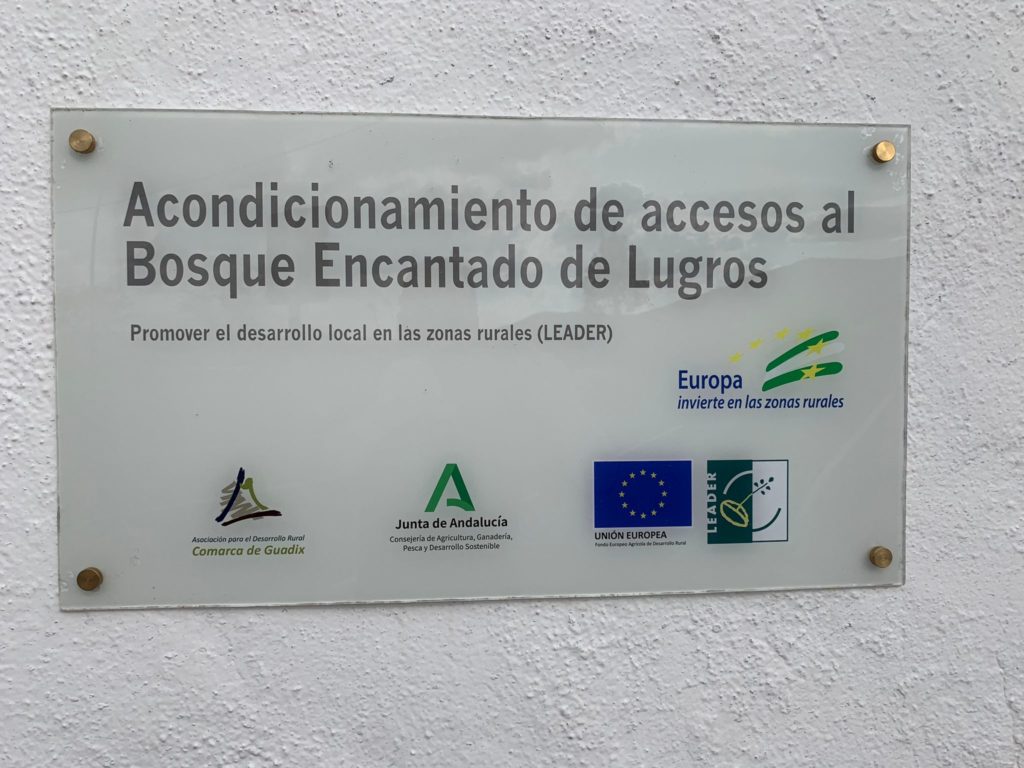 Acondicionamiento de accesos al
Bosque Encantado de Lugros
Promover el desarrollo local en las zonas rurales (LEADER)
Europa
invierte en las zonas rurales
Asociación para el Desarrollo Rural
Comarca de Guadix
Junta de Andalucía
Consejería de Agricultura, Ganadería,
Pesca y Desarrollo Sostenible
UNIÓN EUROPEA
Fondo Europeo Agrícola de Desarrollo Rural
LEADER